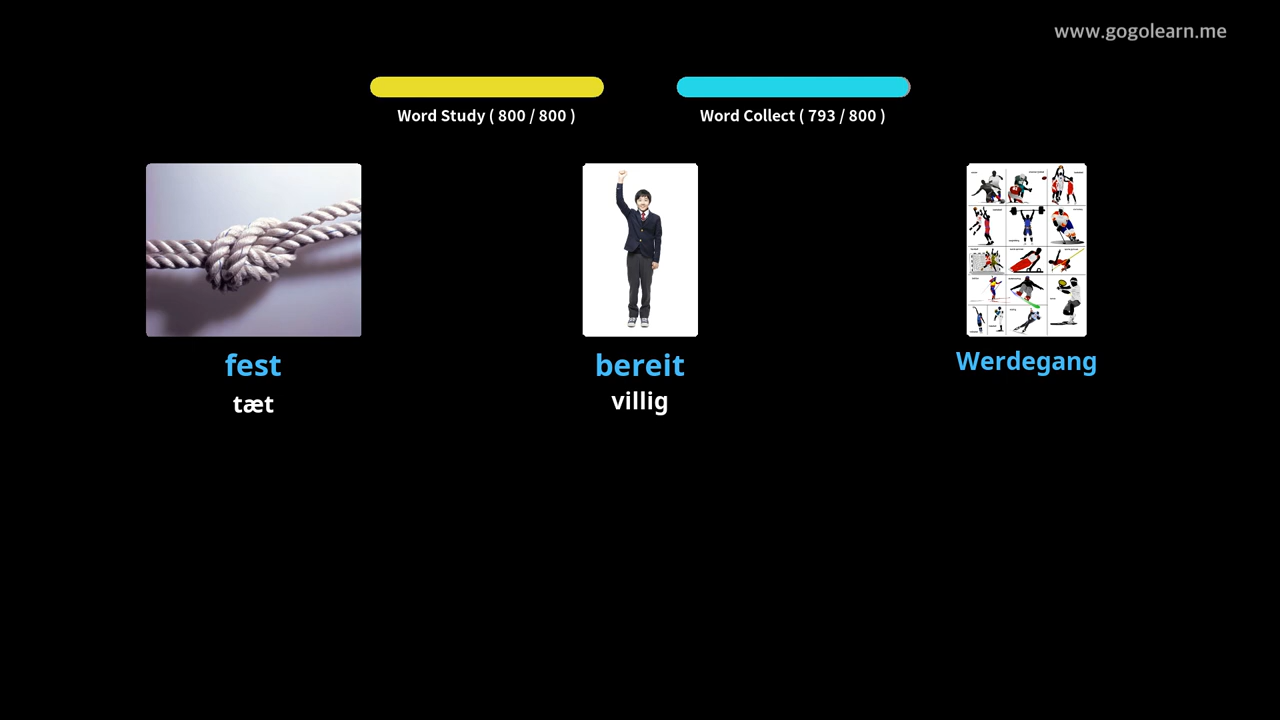 www.gogolearn.me
Word Study ( 800 / 800 )
Word Collect ( 793 / 800 )
fest
tæt
bereit
villig
Werdegang